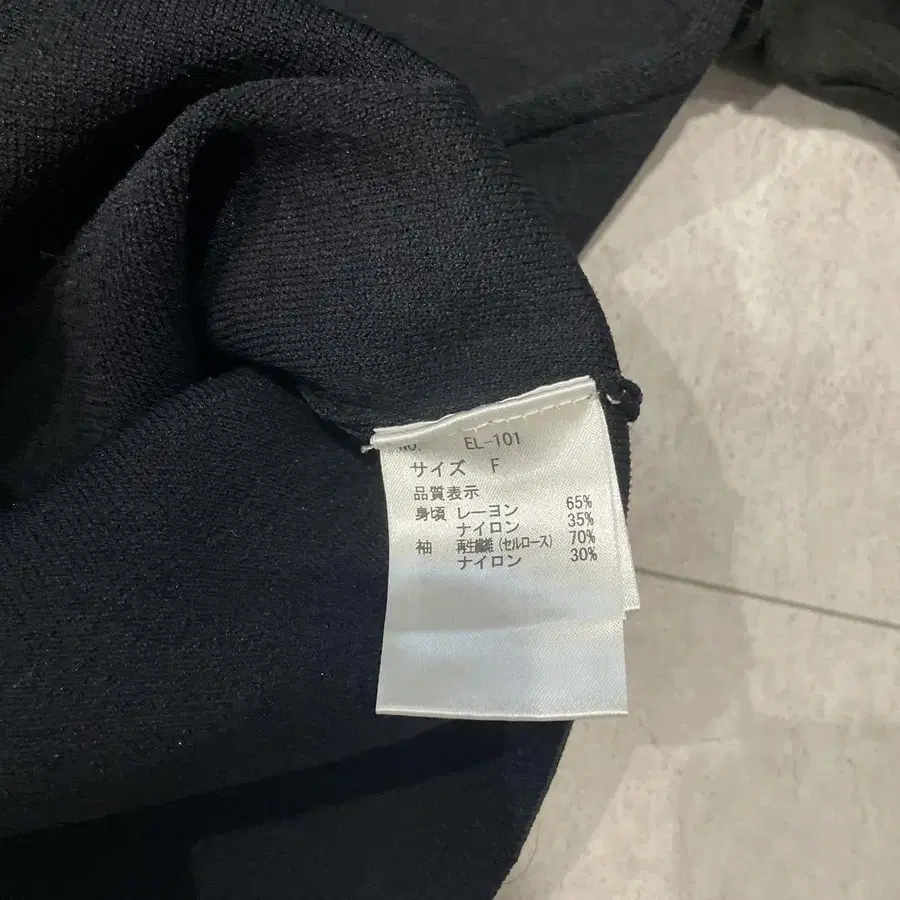 No. EL-101
サイズ F
品質表示
身頃 レーヨン 65%
ナイロン 35%
袖 再生繊維(セルロース) 70%
ナイロン 30%